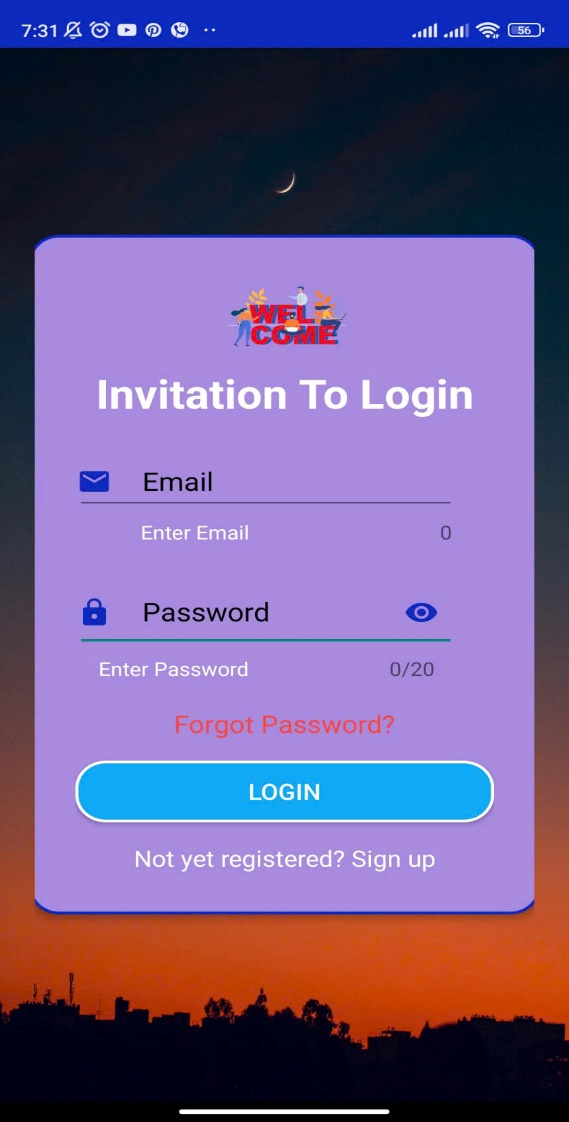 7:31
56
WEL
COME
Invitation To Login
Email
Enter Email 0
Password
Enter Password 0/20
Forgot Password?
LOGIN
Not yet registered? Sign up